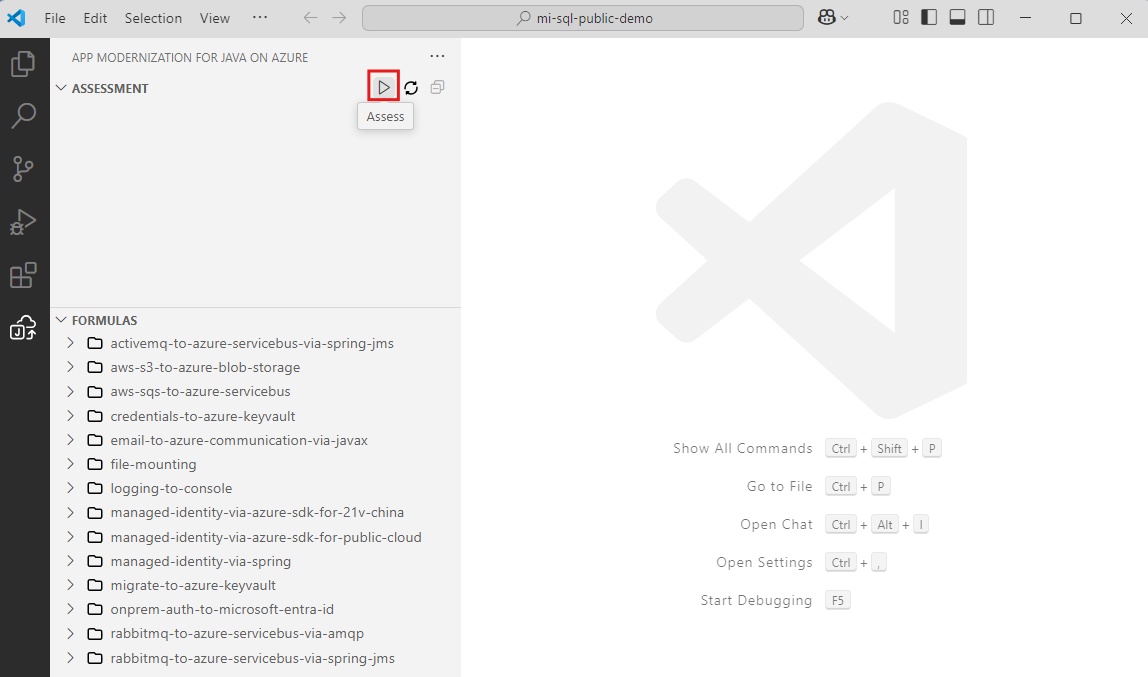 File Edit Selection View ··· mi-sql-public-demo
APP MODERNIZATION FOR JAVA ON AZURE ···
ASSESSMENT
Assess
FORMULAS
activemq-to-azure-servicebus-via-spring-jms
aws-s3-to-azure-blob-storage
aws-sqs-to-azure-servicebus
credentials-to-azure-keyvault
email-to-azure-communication-via-javax
file-mounting
logging-to-console
managed-identity-via-azure-sdk-for-21v-china
managed-identity-via-azure-sdk-for-public-cloud
managed-identity-via-spring
migrate-to-azure-keyvault
onprem-auth-to-microsoft-entra-id
rabbitmq-to-azure-servicebus-via-amqp
rabbitmq-to-azure-servicebus-via-spring-jms
Show All Commands Ctrl + Shift + P
Go to File Ctrl + P
Open Chat Ctrl + Alt + I
Open Settings Ctrl + ,
Start Debugging F5